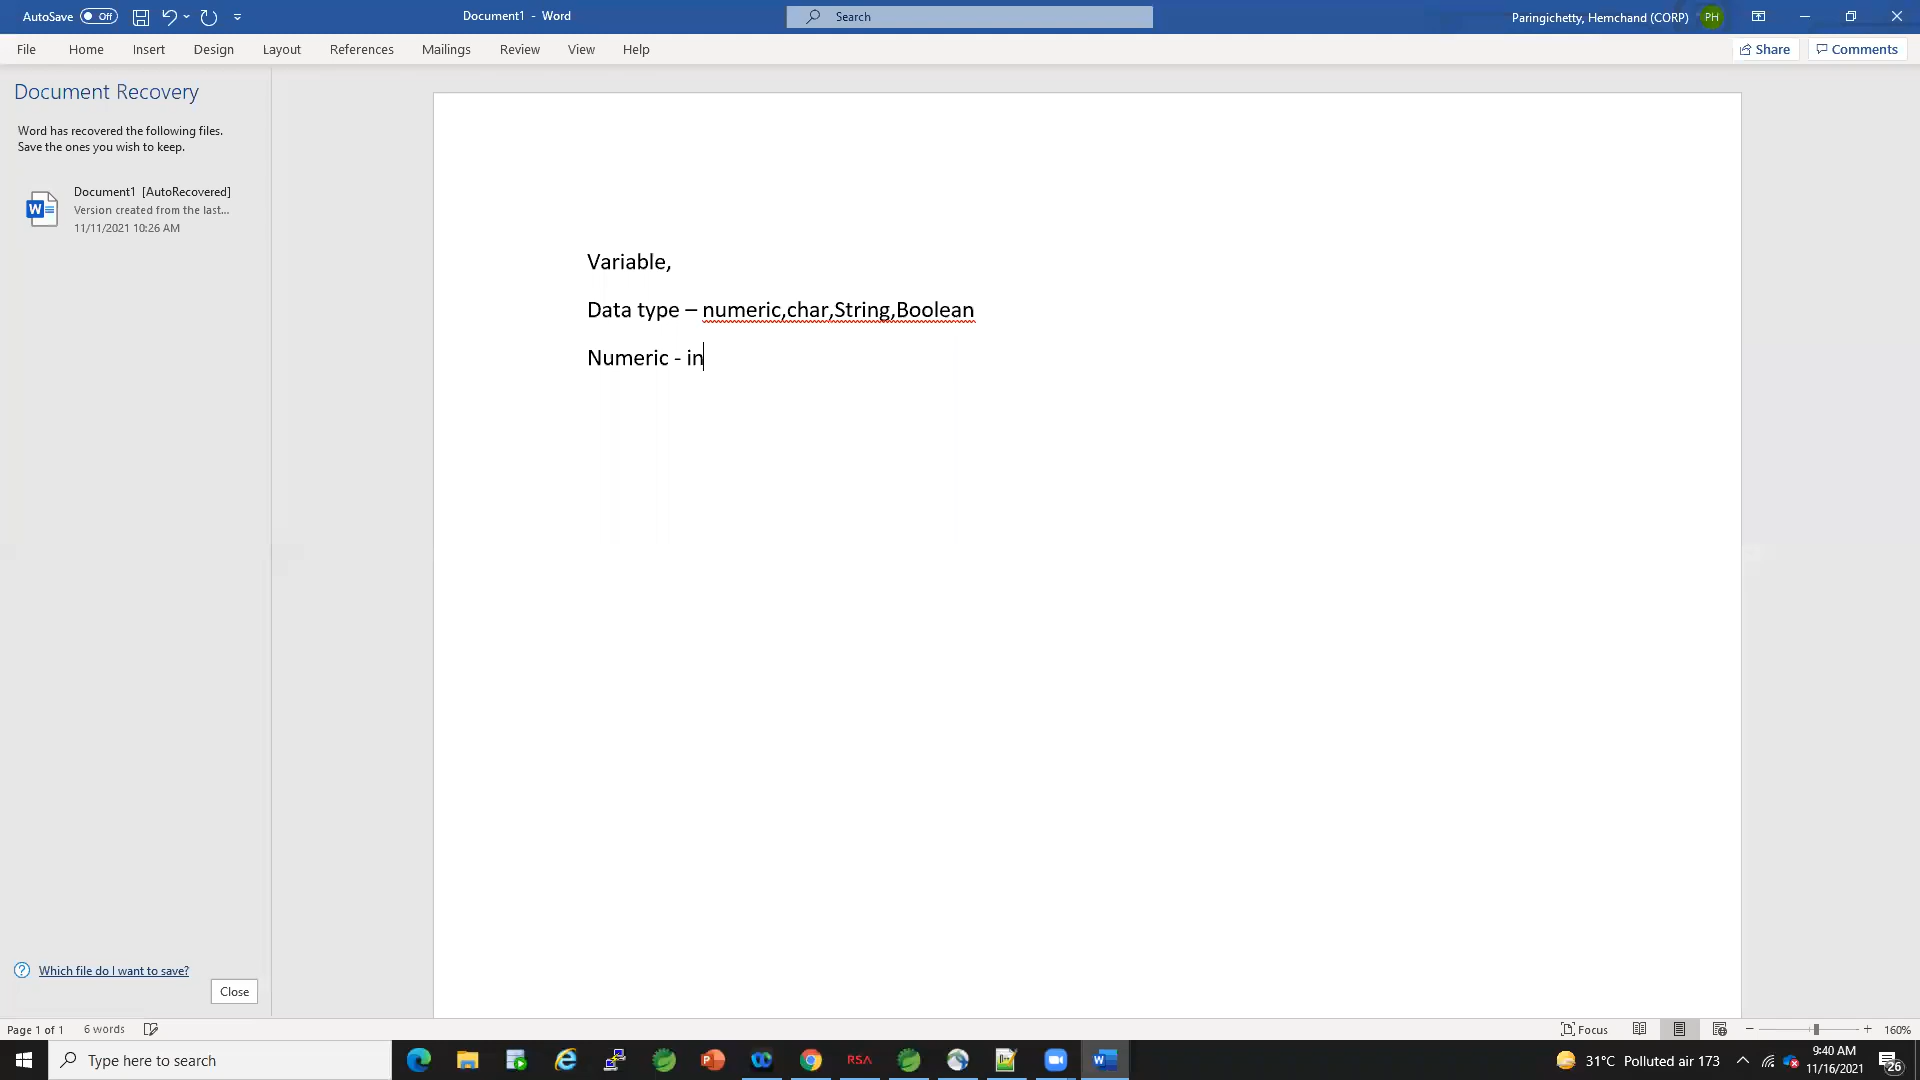 AutoSave Off
Document1 - Word
Search
Paringichetty, Hemchand (CORP) PH
File Home Insert Design Layout References Mailings Review View Help
Share Comments
Document Recovery
Word has recovered the following files.
Save the ones you wish to keep.
Document1 [AutoRecovered]
Version created from the last...
11/11/2021 10:26 AM
Variable,
Data type – numeric,char,String,Boolean
Numeric - in
Which file do I want to save?
Close
Page 1 of 1 6 words
Focus
160%
Type here to search
RSA
31°C Polluted air 173
9:40 AM
11/16/2021
26